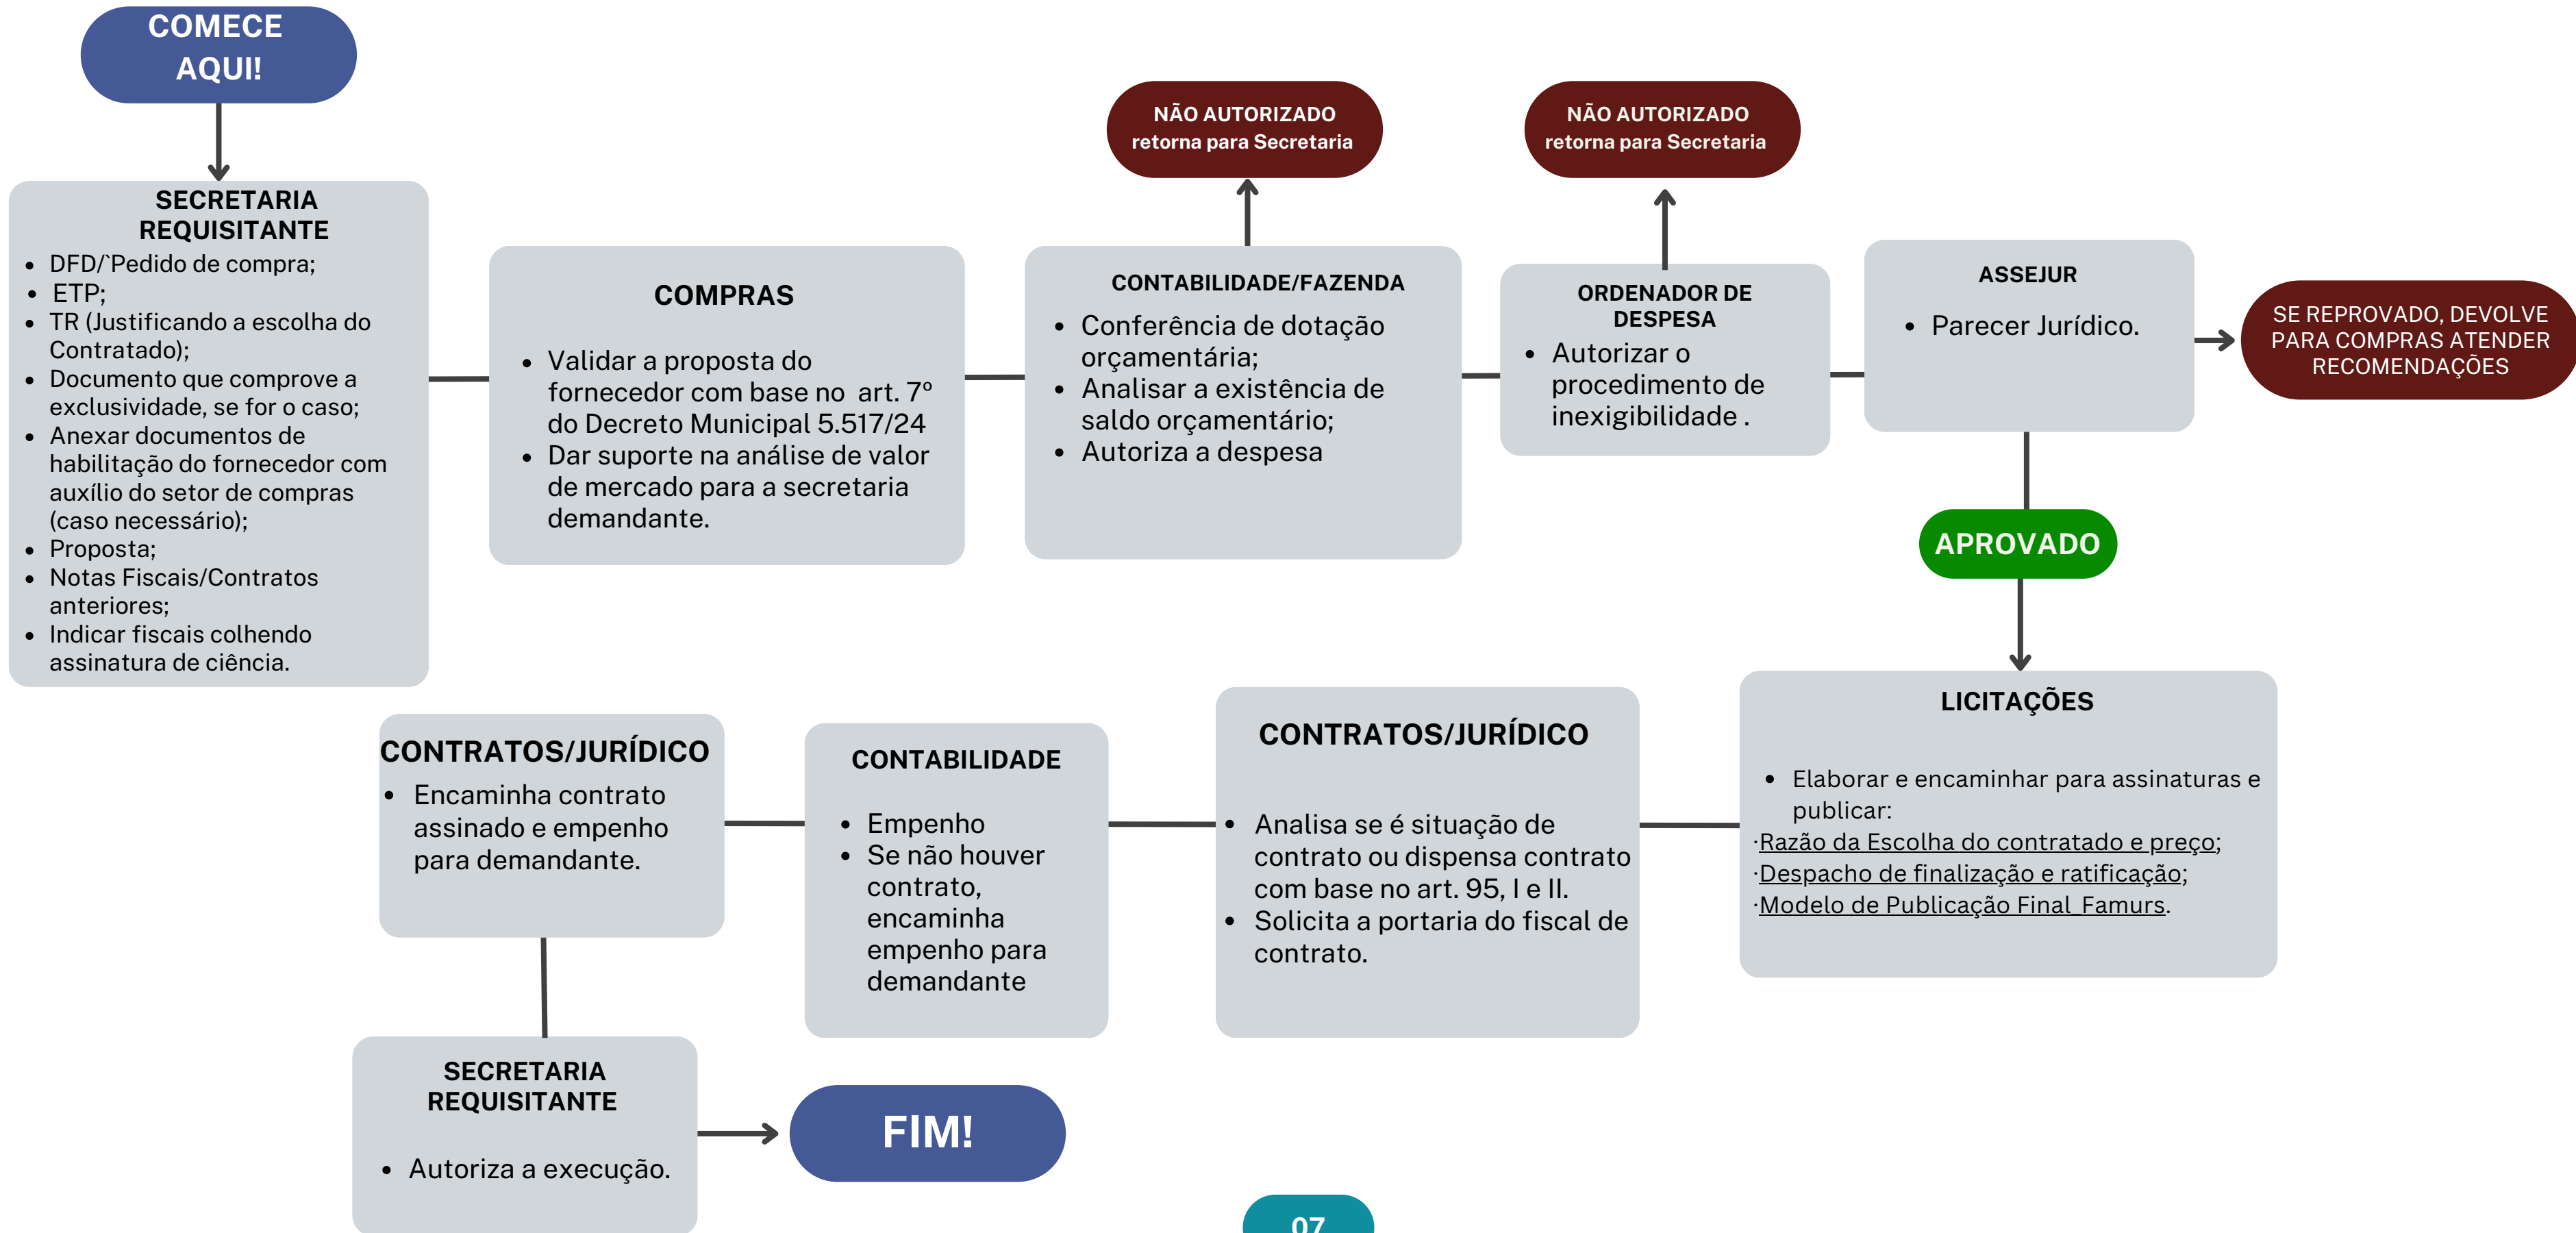 COMECE
AQUI!
SECRETARIA
REQUISITANTE
• DFD/`Pedido de compra;
• ETP;
• TR (Justificando a escolha do
Contratado);
• Documento que comprove a
exclusividade, se for o caso;
• Anexar documentos de
habilitação do fornecedor com
auxílio do setor de compras
(caso necessário);
• Proposta;
• Notas Fiscais/Contratos
anteriores;
• Indicar fiscais colhendo
assinatura de ciência.
COMPRAS
• Validar a proposta do
fornecedor com base no art. 7º
do Decreto Municipal 5.517/24
• Dar suporte na análise de valor
de mercado para a secretaria
demandante.
NÃO AUTORIZADO
retorna para Secretaria
CONTABILIDADE/FAZENDA
• Conferência de dotação
orçamentária;
• Analisar a existência de
saldo orçamentário;
• Autoriza a despesa
NÃO AUTORIZADO
retorna para Secretaria
ORDENADOR DE
DESPESA
• Autorizar o
procedimento de
inexigibilidade .
ASSEJUR
• Parecer Jurídico.
SE REPROVADO, DEVOLVE
PARA COMPRAS ATENDER
RECOMENDAÇÕES
APROVADO
LICITAÇÕES
• Elaborar e encaminhar para assinaturas e
publicar:
·Razão da Escolha do contratado e preço;
·Despacho de finalização e ratificação;
·Modelo de Publicação Final_Famurs.
CONTRATOS/JURÍDICO
• Analisa se é situação de
contrato ou dispensa contrato
com base no art. 95, I e II.
• Solicita a portaria do fiscal de
contrato.
CONTABILIDADE
• Empenho
• Se não houver
contrato,
encaminha
empenho para
demandante
CONTRATOS/JURÍDICO
• Encaminha contrato
assinado e empenho
para demandante.
SECRETARIA
REQUISITANTE
• Autoriza a execução.
FIM!
07